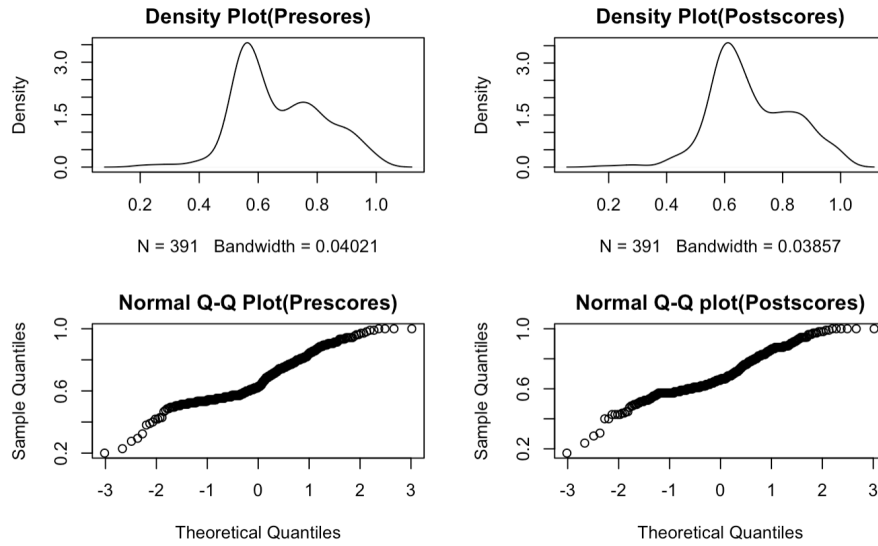 Density Plot(Presores)
Density
0.0 1.5 3.0
0.2 0.4 0.6 0.8 1.0
N = 391 Bandwidth = 0.04021
Density Plot(Postscores)
Density
0.0 1.5 3.0
0.2 0.4 0.6 0.8 1.0
N = 391 Bandwidth = 0.03857
Normal Q-Q Plot(Prescores)
Sample Quantiles
0.2 0.6 1.0
-3 -2 -1 0 1 2 3
Theoretical Quantiles
Normal Q-Q plot(Postscores)
Sample Quantiles
0.2 0.6 1.0
-3 -2 -1 0 1 2 3
Theoretical Quantiles